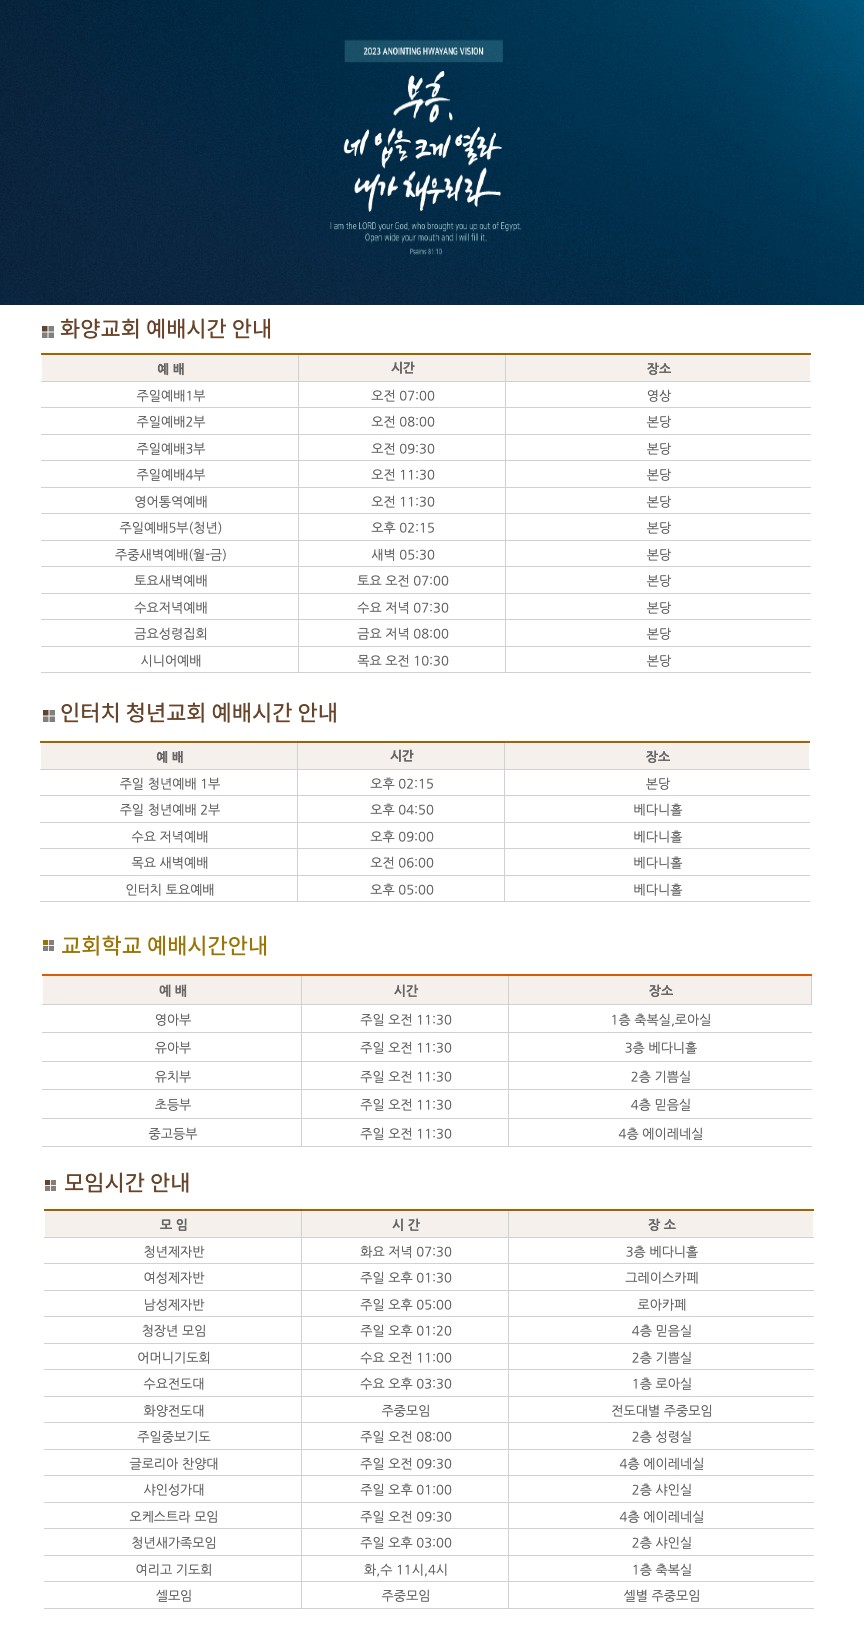 2023 ANOINTING HWAYANG VISION
부흥,
네 입을 크게 열라
내가 채우리라
I am the LORD your God, who brought you up out of Egypt.
Open wide your mouth and I will fill it.
Psalms 81:10
화양교회 예배시간 안내
예 배 시간 장소
주일예배1부 오전 07:00 영상
주일예배2부 오전 08:00 본당
주일예배3부 오전 09:30 본당
주일예배4부 오전 11:30 본당
영어통역예배 오전 11:30 본당
주일예배5부(청년) 오후 02:15 본당
주중새벽예배(월-금) 새벽 05:30 본당
토요새벽예배 토요 오전 07:00 본당
수요저녁예배 수요 저녁 07:30 본당
금요성령집회 금요 저녁 08:00 본당
시니어예배 목요 오전 10:30 본당
인터치 청년교회 예배시간 안내
예 배 시간 장소
주일 청년예배 1부 오후 02:15 본당
주일 청년예배 2부 오후 04:50 베다니홀
수요 저녁예배 오후 09:00 베다니홀
목요 새벽예배 오전 06:00 베다니홀
인터치 토요예배 오후 05:00 베다니홀
교회학교 예배시간안내
예 배 시간 장소
영아부 주일 오전 11:30 1층 축복실,로아실
유아부 주일 오전 11:30 3층 베다니홀
유치부 주일 오전 11:30 2층 기쁨실
초등부 주일 오전 11:30 4층 믿음실
중고등부 주일 오전 11:30 4층 에이레네실
모임시간 안내
모 임 시 간 장 소
청년제자반 화요 저녁 07:30 3층 베다니홀
여성제자반 주일 오후 01:30 그레이스카페
남성제자반 주일 오후 05:00 로아카페
청장년 모임 주일 오후 01:20 4층 믿음실
어머니기도회 수요 오전 11:00 2층 기쁨실
수요전도대 수요 오후 03:30 1층 로아실
화양전도대 주중모임 전도대별 주중모임
주일중보기도 주일 오전 08:00 2층 성령실
글로리아 찬양대 주일 오전 09:30 4층 에이레네실
샤인성가대 주일 오후 01:00 2층 샤인실
오케스트라 모임 주일 오전 09:30 4층 에이레네실
청년새가족모임 주일 오후 03:00 2층 샤인실
여리고 기도회 화,수 11시,4시 1층 축복실
셀모임 주중모임 셀별 주중모임